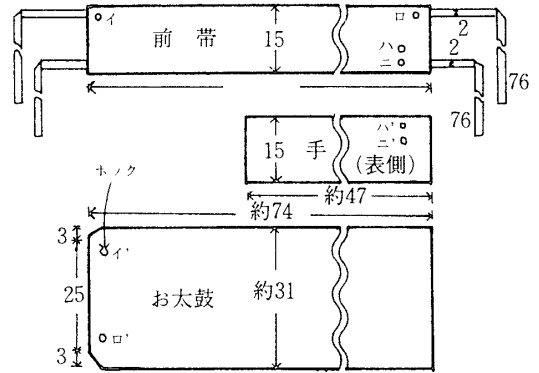 イ 前帯 15 ロ
ハ
ニ
2
2
76
76
15 手 ハ'
ニ'
(表側)
約47
ホック
約74
3
イ'
25 お太鼓 約31
ロ'
3